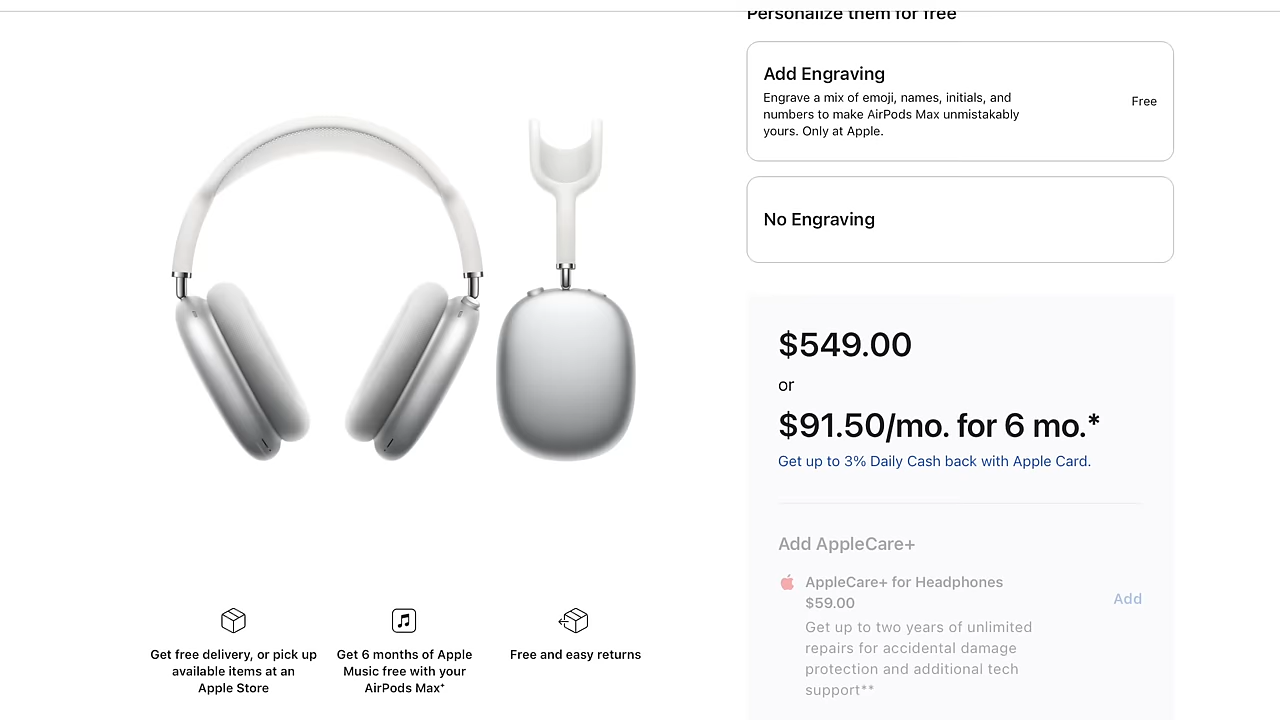 Personalize them for free
Add Engraving
Engrave a mix of emoji, names, initials, and
numbers to make AirPods Max unmistakably
yours. Only at Apple.
Free
No Engraving
$549.00
or
$91.50/mo. for 6 mo.*
Get up to 3% Daily Cash back with Apple Card.
Add AppleCare+
AppleCare+ for Headphones
$59.00
Add
Get up to two years of unlimited
repairs for accidental damage
protection and additional tech
support**
Get free delivery, or pick up
available items at an
Apple Store
Get 6 months of Apple
Music free with your
AirPods Max⁺
Free and easy returns